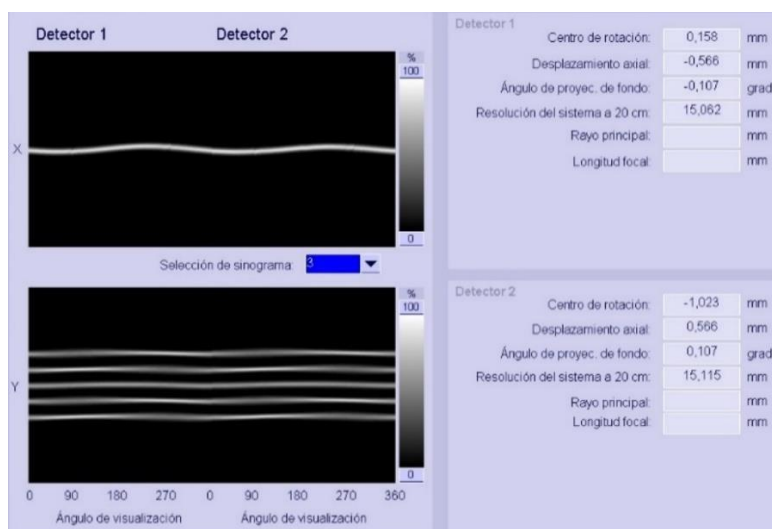 Detector 1 Detector 2
%
100
X
0
Selección de sinograma: 3
%
100
Y
0
0 90 180 270 0 90 180 270 360
Ángulo de visualización Ángulo de visualización
Detector 1
Centro de rotación: 0,158 mm
Desplazamiento axial: -0,566 mm
Ángulo de proyec. de fondo: -0,107 grad
Resolución del sistema a 20 cm: 15,062 mm
Rayo principal: mm
Longitud focal: mm
Detector 2
Centro de rotación: -1,023 mm
Desplazamiento axial: 0,566 mm
Ángulo de proyec. de fondo: 0,107 grad
Resolución del sistema a 20 cm: 15,115 mm
Rayo principal: mm
Longitud focal: mm